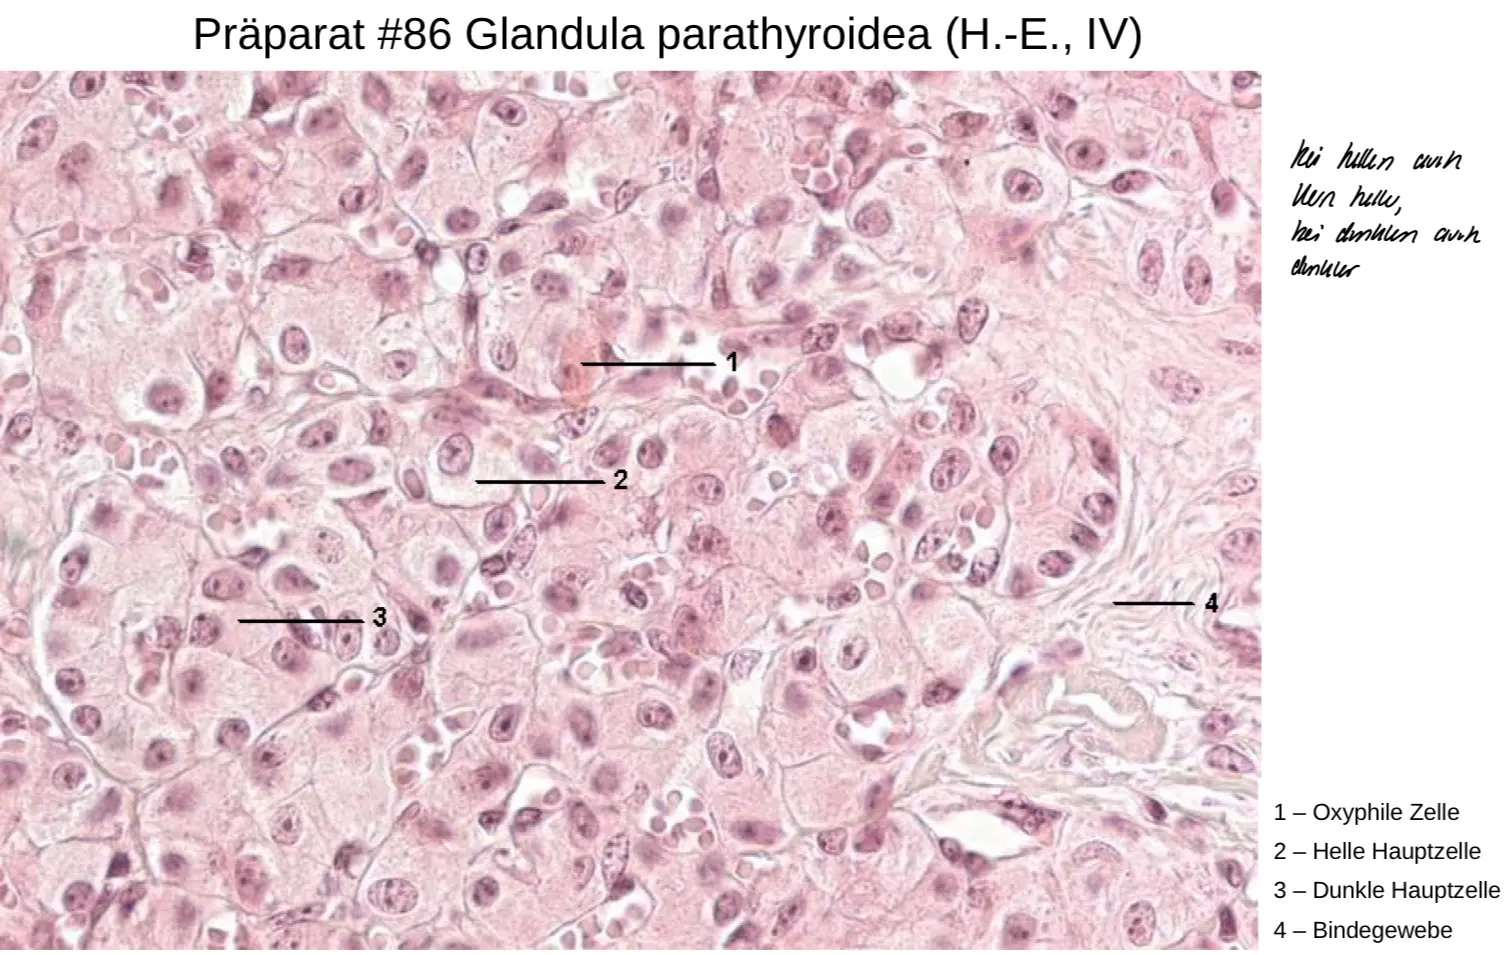 Präparat #86 Glandula parathyroidea (H.-E., IV)
bei hellen auch
Kern heller,
bei dunklen auch
dunkler
1
2
3
4
1 – Oxyphile Zelle
2 – Helle Hauptzelle
3 – Dunkle Hauptzelle
4 – Bindegewebe